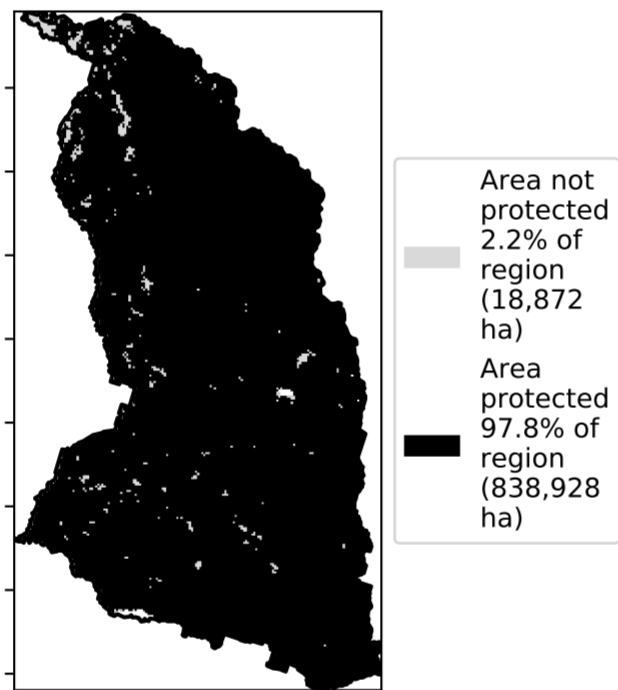 Area not
protected
2.2% of
region
(18,872
ha)
Area
protected
97.8% of
region
(838,928
ha)